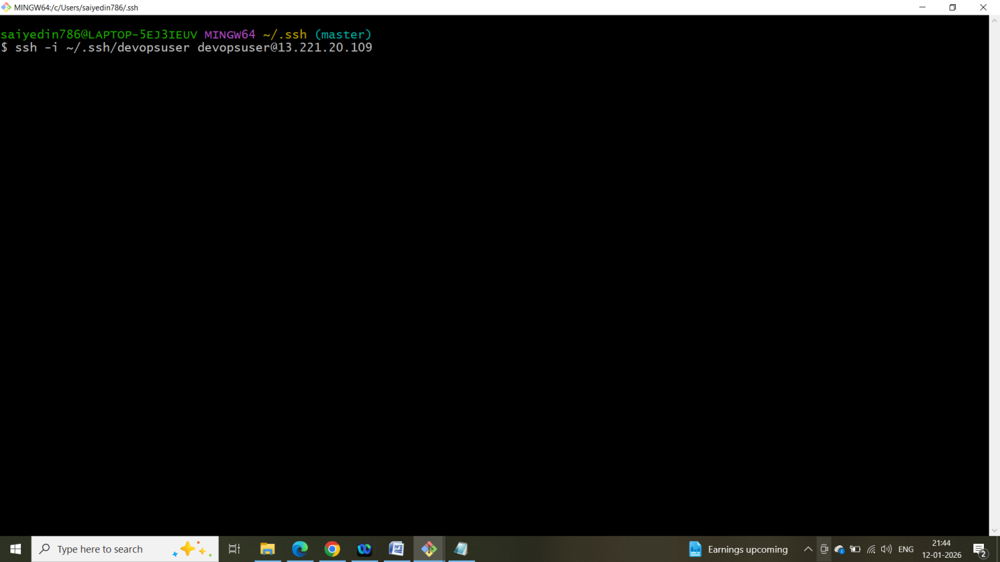 MINGW64:/c/Users/saiyedin786/.ssh
saiyedin786@LAPTOP-5EJ3IEUV MINGW64 ~/.ssh (master)
$ ssh -i ~/.ssh/devopsuser devopsuser@13.221.20.109
Type here to search
Earnings upcoming
ENG
21:44
12-01-2026
2